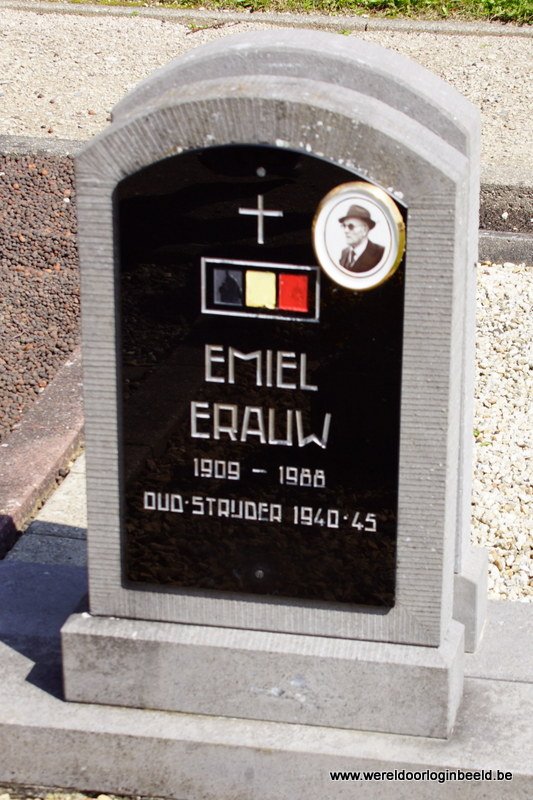 EMIEL
ERAUW
1909 - 1988
OUD-STRIJDER 1940-45
www.wereldoorloginbeeld.be